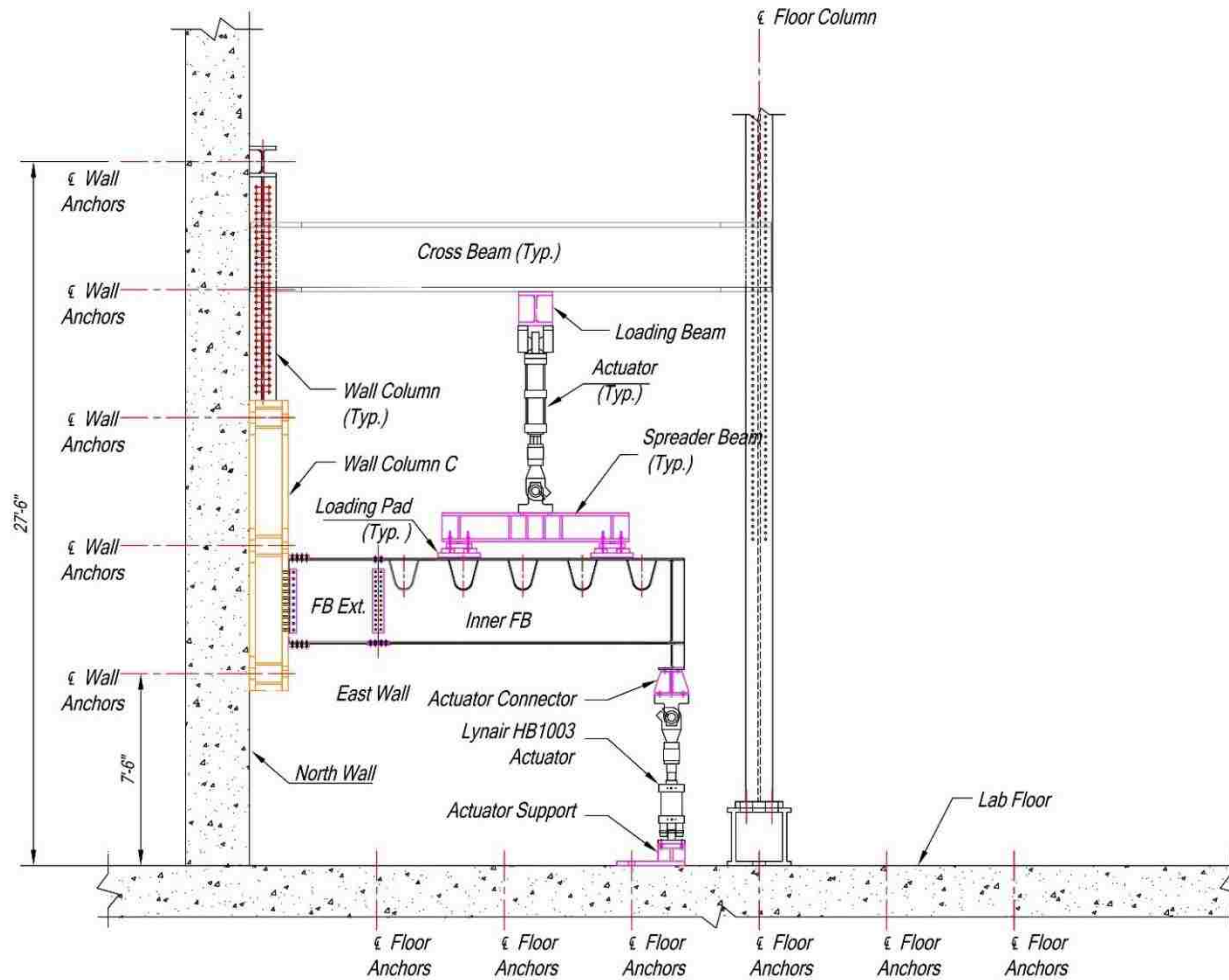 ℄ Floor Column
℄ Wall
Anchors
Cross Beam (Typ.)
℄ Wall
Anchors
Loading Beam
Actuator
(Typ.)
Wall Column
(Typ.)
℄ Wall
Anchors
Spreader Beam
(Typ.)
Wall Column C
27'-6"
Loading Pad
(Typ. )
℄ Wall
Anchors
FB Ext.
Inner FB
℄ Wall
Anchors
East Wall
Actuator Connector
Lynair HB1003
Actuator
7'-6"
North Wall
Actuator Support
Lab Floor
℄ Floor
Anchors
℄ Floor
Anchors
℄ Floor
Anchors
℄ Floor
Anchors
℄ Floor
Anchors
℄ Floor
Anchors